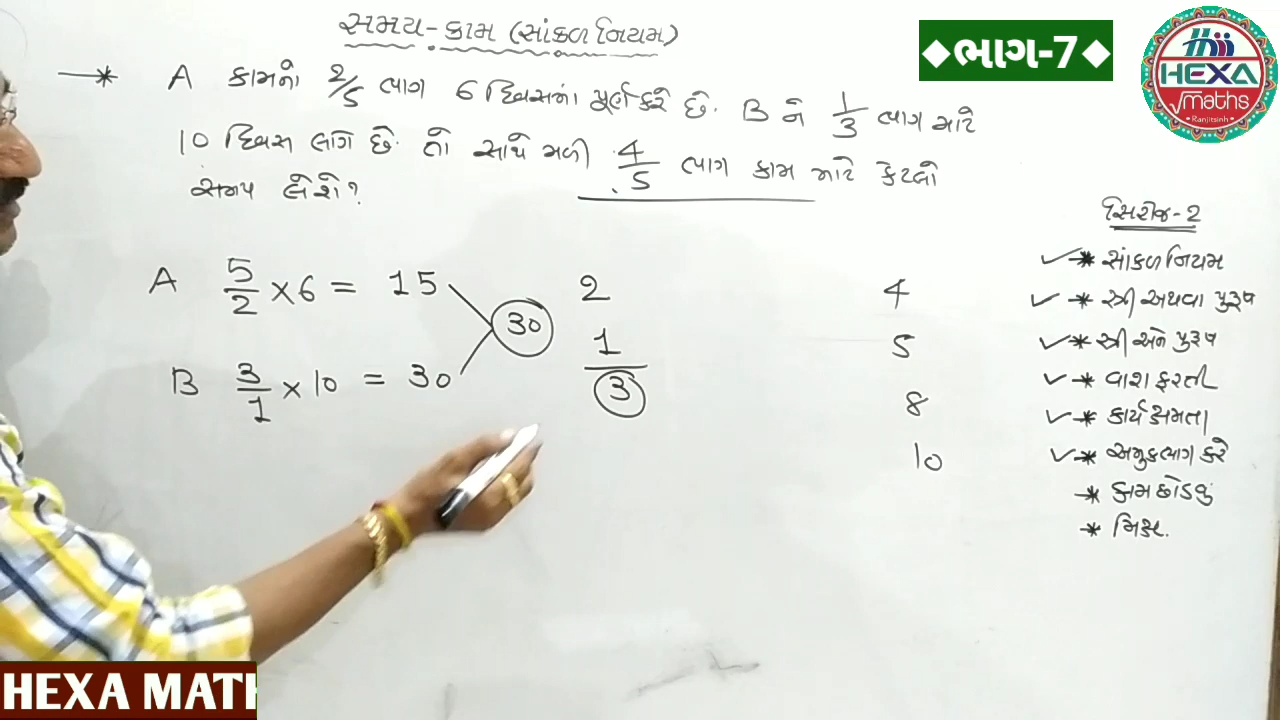 સમય - કામ (સાંકળ નિયમ)
◆ભાગ-7◆
HEXA
Maths
Ranjitsinh
→* A કામનો 2/5 ભાગ 6 દિવસમાં પૂર્ણ કરે છે. B ને 1/3 ભાગ માટે
10 દિવસ લાગે છે. તો સાથે મળી 4/5 ભાગ કામ માટે કેટલો
સમય લેશે?
A 5/2 × 6 = 15
B 3/1 × 10 = 30
30
2
1
3
4
5
8
10
સિરીજ - 2
✓* સાંકળ નિયમ
✓* સ્ત્રી અથવા પુરૂષ
✓* સ્ત્રી અને પુરૂષ
✓* વારા ફરતી
✓* કાર્યક્ષમતા
✓* અમુક ભાગ કરે
* કામ છોડવું
* મિક્સ.
HEXA MATH